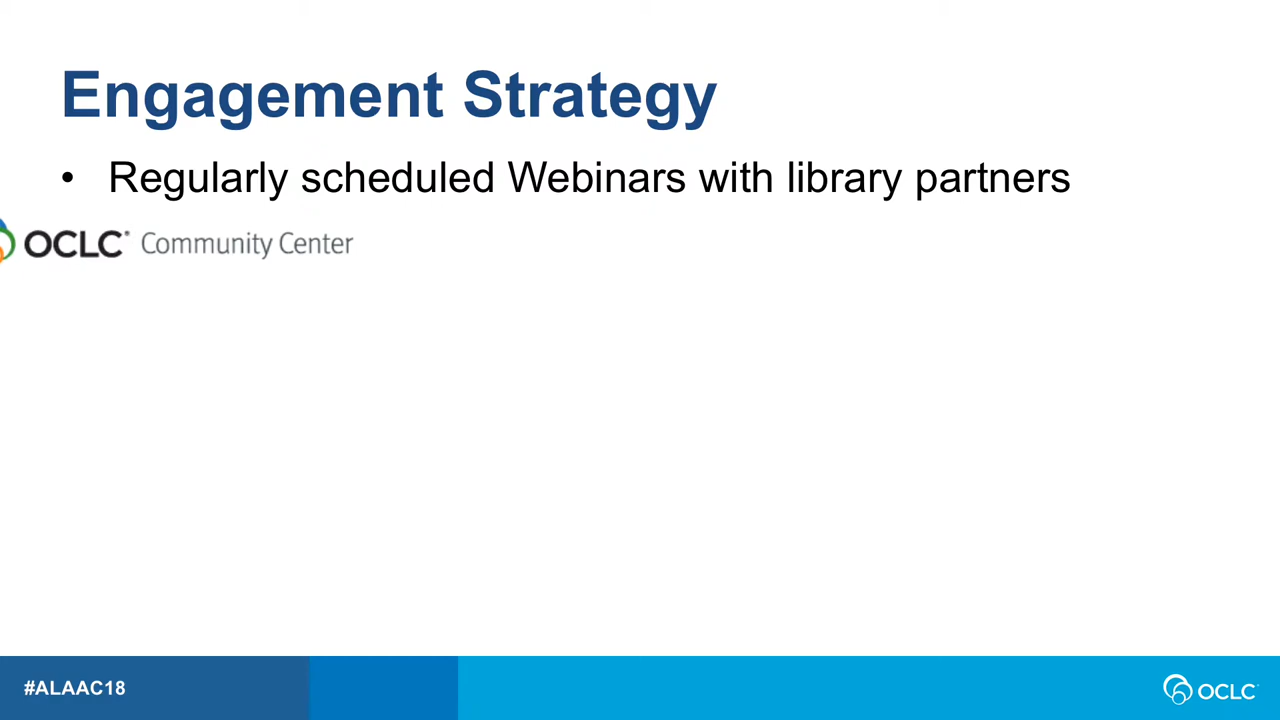 Engagement Strategy
• Regularly scheduled Webinars with library partners
OCLC® Community Center
#ALAAC18
OCLC